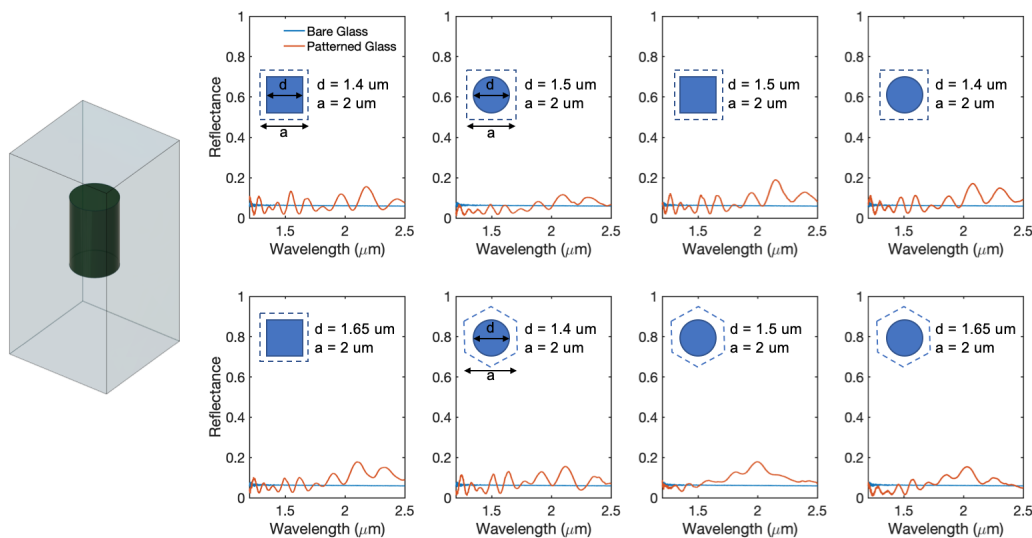 Reflectance
1
0.8
0.6
0.4
0.2
0
Bare Glass
Patterned Glass
d
a
d = 1.4 um
a = 2 um
1.5
2
2.5
Wavelength (μm)
1
0.8
0.6
0.4
0.2
0
d
a
d = 1.5 um
a = 2 um
1.5
2
2.5
Wavelength (μm)
1
0.8
0.6
0.4
0.2
0
d = 1.5 um
a = 2 um
1.5
2
2.5
Wavelength (μm)
1
0.8
0.6
0.4
0.2
0
d = 1.4 um
a = 2 um
1.5
2
2.5
Wavelength (μm)
Reflectance
1
0.8
0.6
0.4
0.2
0
d = 1.65 um
a = 2 um
1.5
2
2.5
Wavelength (μm)
1
0.8
0.6
0.4
0.2
0
d
a
d = 1.4 um
a = 2 um
1.5
2
2.5
Wavelength (μm)
1
0.8
0.6
0.4
0.2
0
d = 1.5 um
a = 2 um
1.5
2
2.5
Wavelength (μm)
1
0.8
0.6
0.4
0.2
0
d = 1.65 um
a = 2 um
1.5
2
2.5
Wavelength (μm)